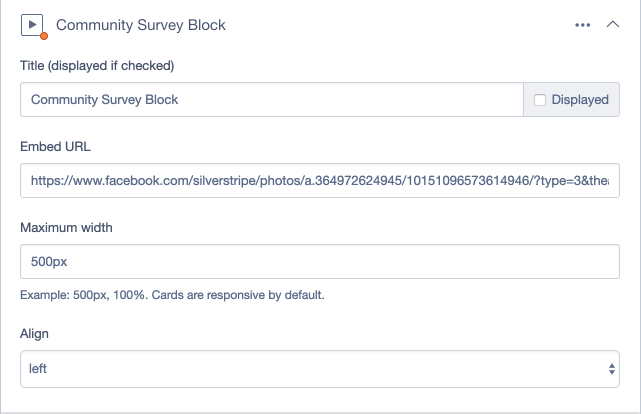 Community Survey Block
Title (displayed if checked)
Community Survey Block
Displayed
Embed URL
https://www.facebook.com/silverstripe/photos/a.364972624945/10151096573614946/?type=3&thea
Maximum width
500px
Example: 500px, 100%. Cards are responsive by default.
Align
left